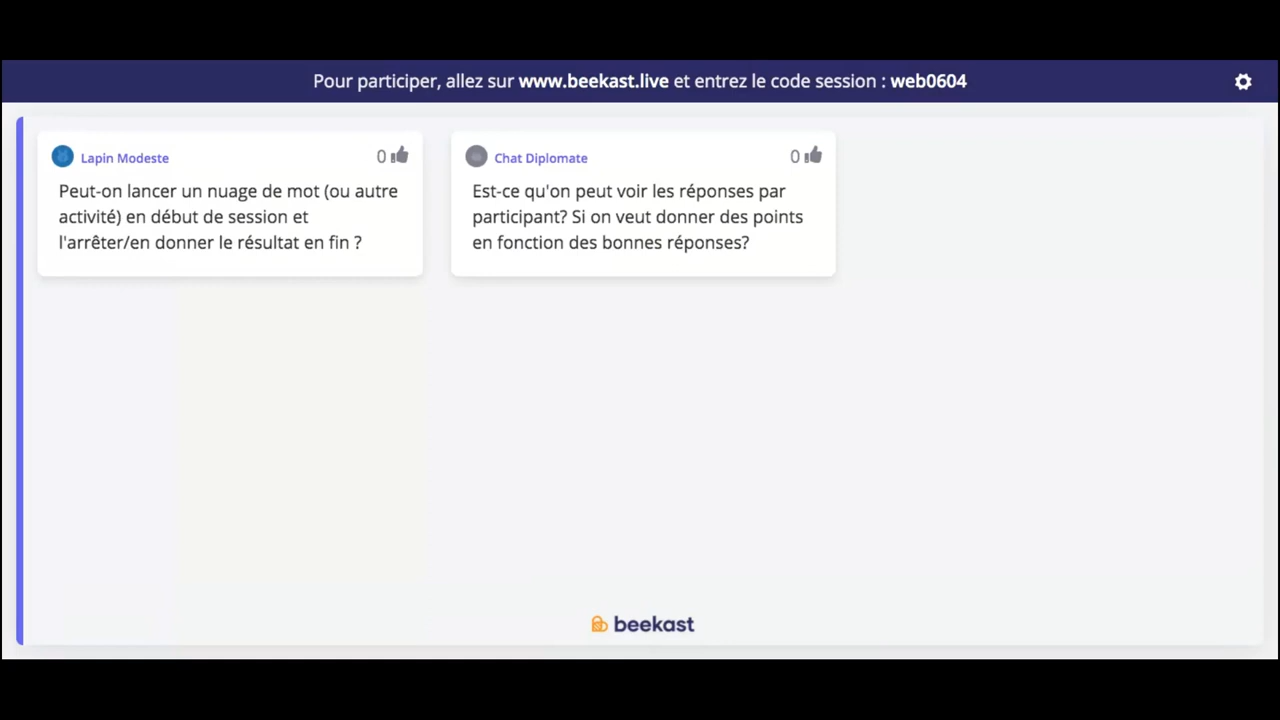 Pour participer, allez sur www.beekast.live et entrez le code session : web0604
Lapin Modeste
0
Peut-on lancer un nuage de mot (ou autre
activité) en début de session et
l'arrêter/en donner le résultat en fin ?
Chat Diplomate
0
Est-ce qu'on peut voir les réponses par
participant? Si on veut donner des points
en fonction des bonnes réponses?
beekast